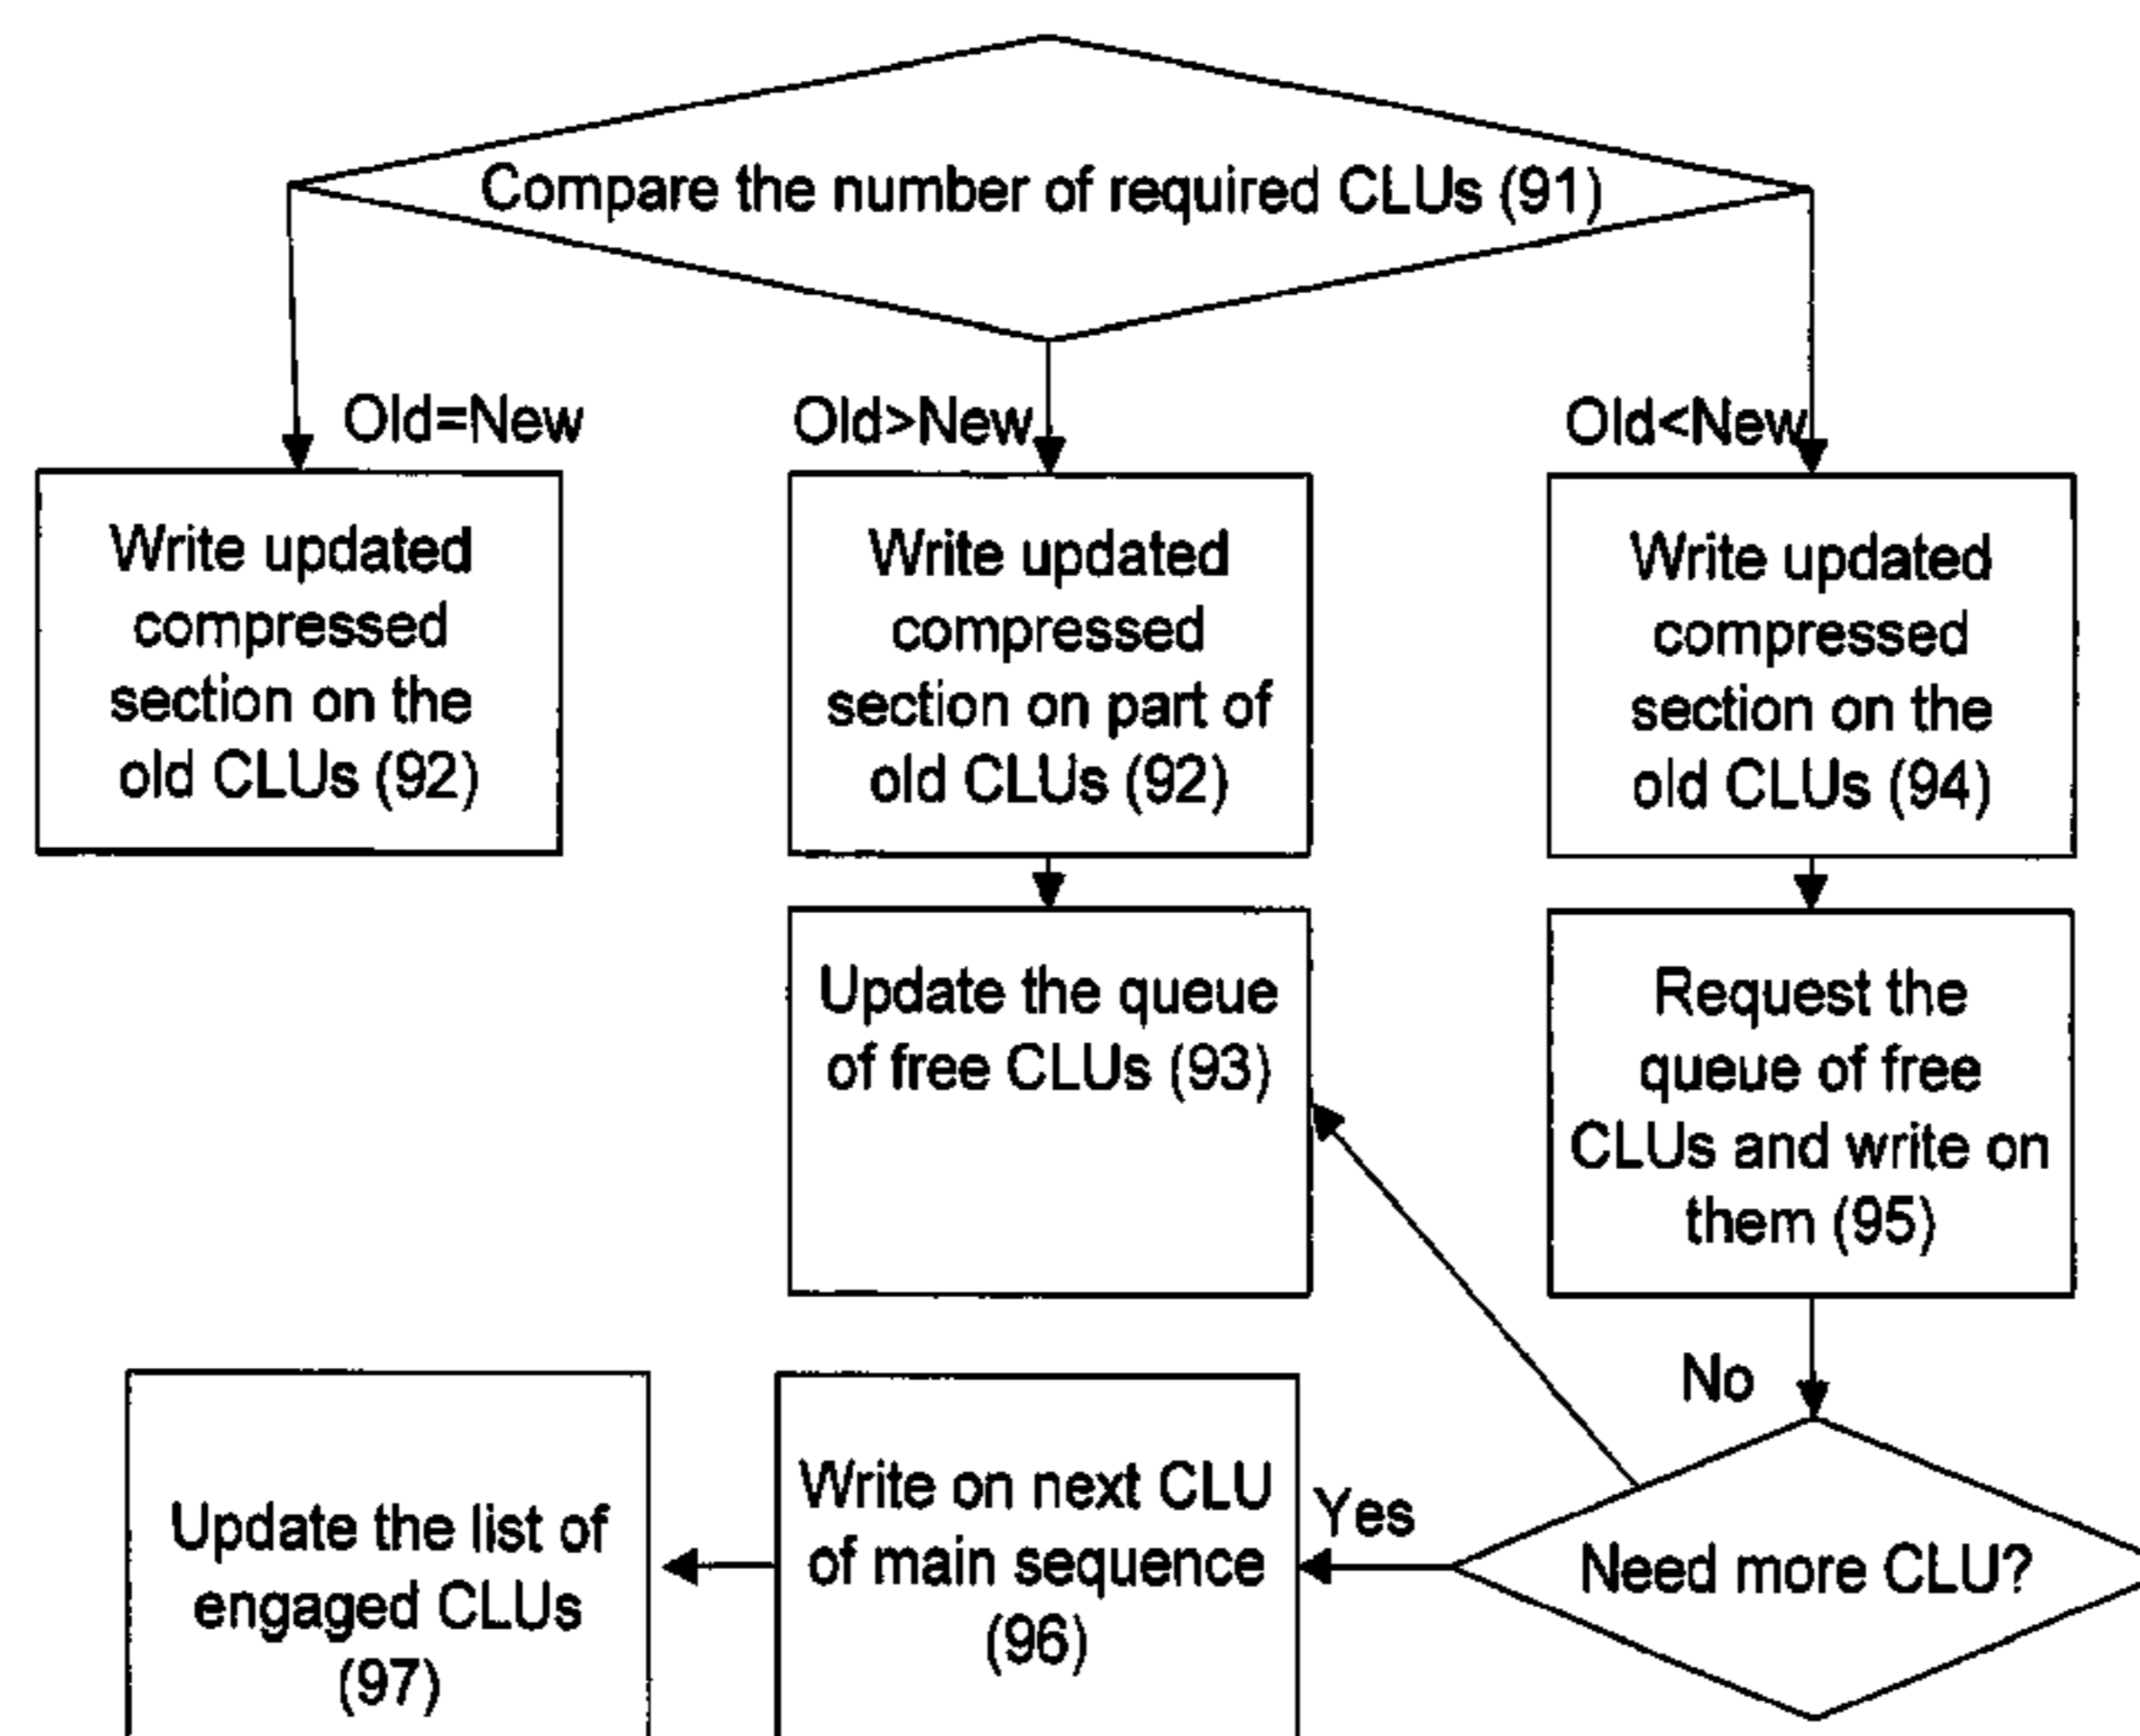 Compare the number of required CLUs (91)
Old=New
Old>New
Old<New
Write updated
compressed
section on the
old CLUs (92)
Write updated
compressed
section on part of
old CLUs (92)
Write updated
compressed
section on the
old CLUs (94)
Update the queue
of free CLUs (93)
Request the
queue of free
CLUs and write on
them (95)
No
Need more CLU?
Yes
Write on next CLU
of main sequence
(96)
Update the list of
engaged CLUs
(97)